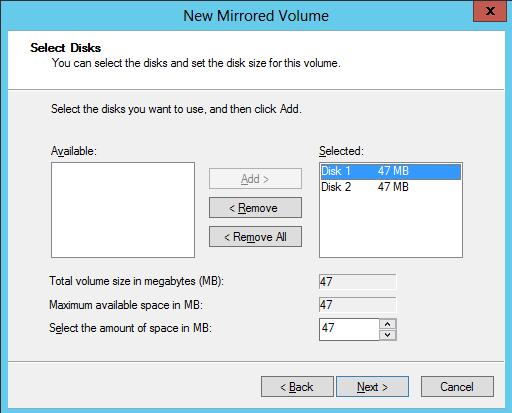 New Mirrored Volume
x
Select Disks
You can select the disks and set the disk size for this volume.
Select the disks you want to use, and then click Add.
Available:
Selected:
Add >
< Remove
< Remove All
Disk 1 47 MB
Disk 2 47 MB
Total volume size in megabytes (MB): 47
Maximum available space in MB: 47
Select the amount of space in MB: 47
< Back Next > Cancel